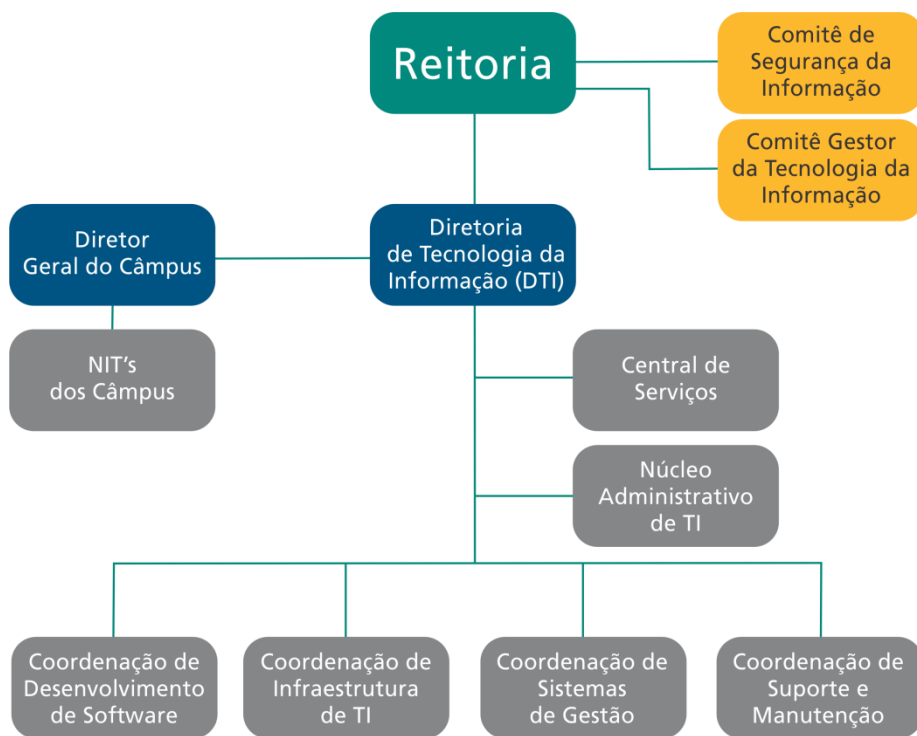 Reitoria
Comitê de
Segurança da
Informação
Comitê Gestor
da Tecnologia da
Informação
Diretor
Geral do Câmpus
Diretoria
de Tecnologia da
Informação (DTI)
NIT's
dos Câmpus
Central de
Serviços
Núcleo
Administrativo
de TI
Coordenação de
Desenvolvimento
de Software
Coordenação de
Infraestrutura
de TI
Coordenação de
Sistemas
de Gestão
Coordenação de
Suporte e
Manutenção